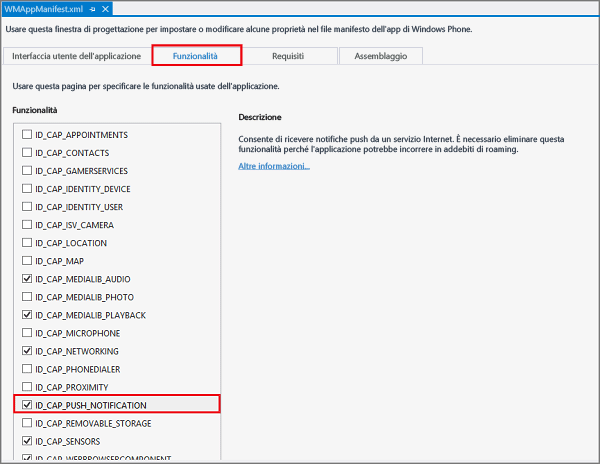 WMAppManifest.xml
Usare questa finestra di progettazione per impostare o modificare alcune proprietà nel file manifesto dell'app di Windows Phone.
Interfaccia utente dell'applicazione Funzionalità Requisiti Assemblaggio
Usare questa pagina per specificare le funzionalità usate dell'applicazione.
Funzionalità
ID_CAP_APPOINTMENTS
ID_CAP_CONTACTS
ID_CAP_GAMERSERVICES
ID_CAP_IDENTITY_DEVICE
ID_CAP_IDENTITY_USER
ID_CAP_ISV_CAMERA
ID_CAP_LOCATION
ID_CAP_MAP
ID_CAP_MEDIALIB_AUDIO
ID_CAP_MEDIALIB_PHOTO
ID_CAP_MEDIALIB_PLAYBACK
ID_CAP_MICROPHONE
ID_CAP_NETWORKING
ID_CAP_PHONEDIALER
ID_CAP_PROXIMITY
ID_CAP_PUSH_NOTIFICATION
ID_CAP_REMOVABLE_STORAGE
ID_CAP_SENSORS
ID_CAP_WEBBROWSERCOMPONENT
Descrizione
Consente di ricevere notifiche push da un servizio Internet. È necessario eliminare questa
funzionalità perché l'applicazione potrebbe incorrere in addebiti di roaming.
Altre informazioni...